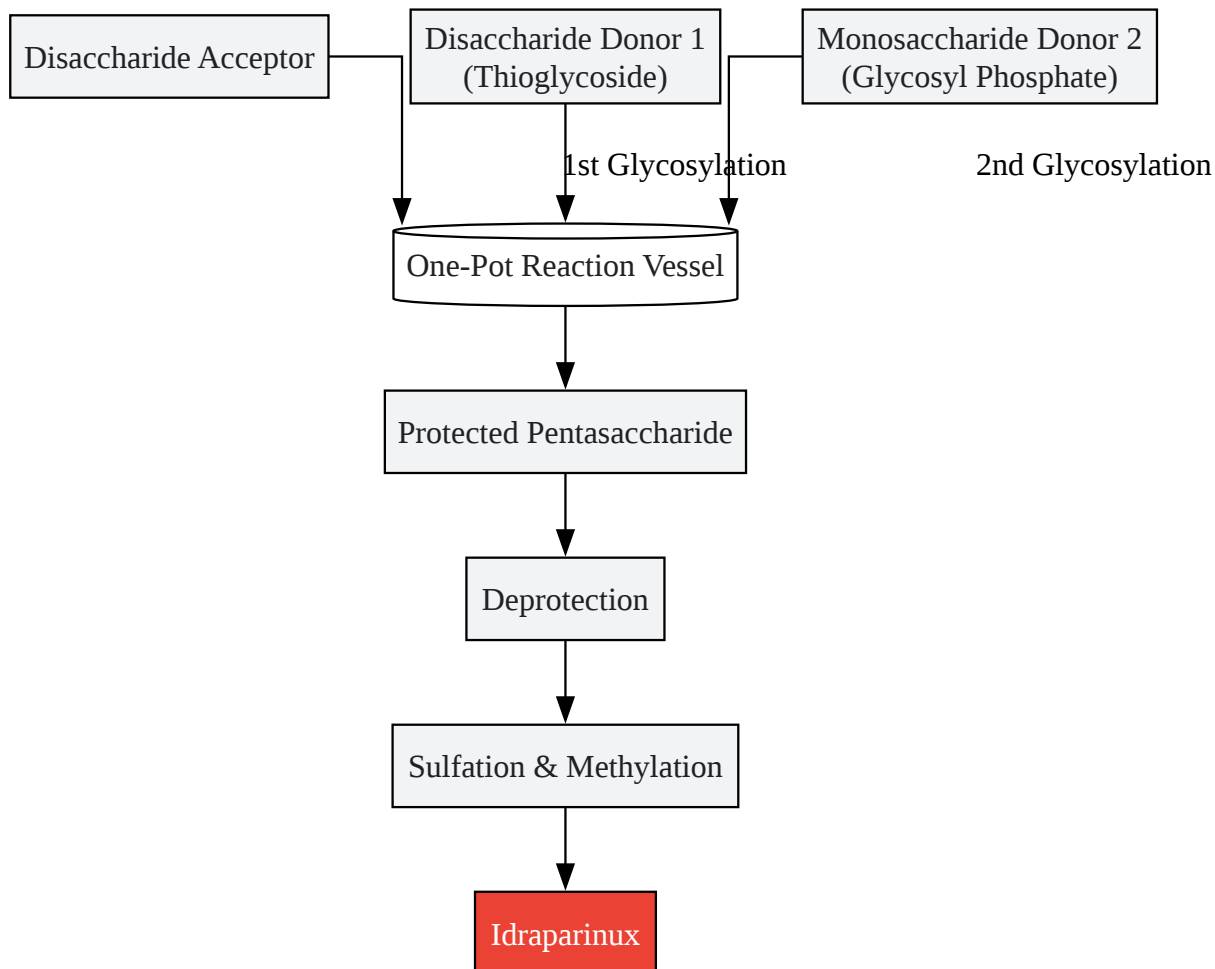 Disaccharide Acceptor
Disaccharide Donor 1
(Thioglycoside)
Monosaccharide Donor 2
(Glycosyl Phosphate)
1st Glycosylation
2nd Glycosylation
One-Pot Reaction Vessel
Protected Pentasaccharide
Deprotection
Sulfation & Methylation
Idraparinux